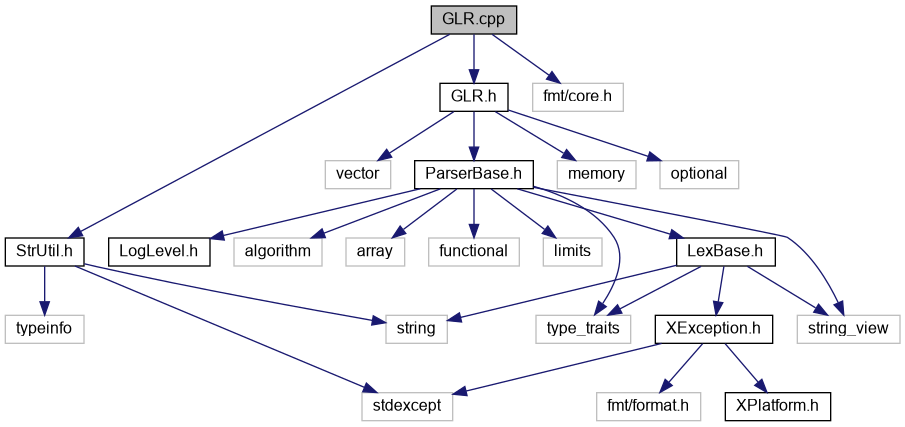 GLR.cpp
GLR.h
fmt/core.h
vector
ParserBase.h
memory
optional
StrUtil.h
LogLevel.h
algorithm
array
functional
limits
LexBase.h
typeinfo
string
type_traits
XException.h
string_view
stdexcept
fmt/format.h
XPlatform.h